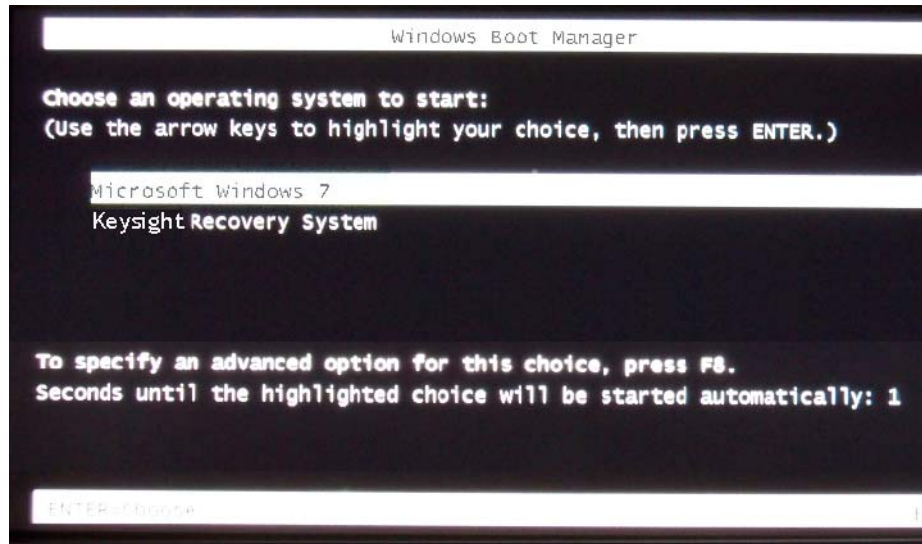 Windows Boot Manager
Choose an operating system to start:
(Use the arrow keys to highlight your choice, then press ENTER.)
Microsoft Windows 7
Keysight Recovery System
To specify an advanced option for this choice, press F8.
Seconds until the highlighted choice will be started automatically: 1
ENTER=Choose